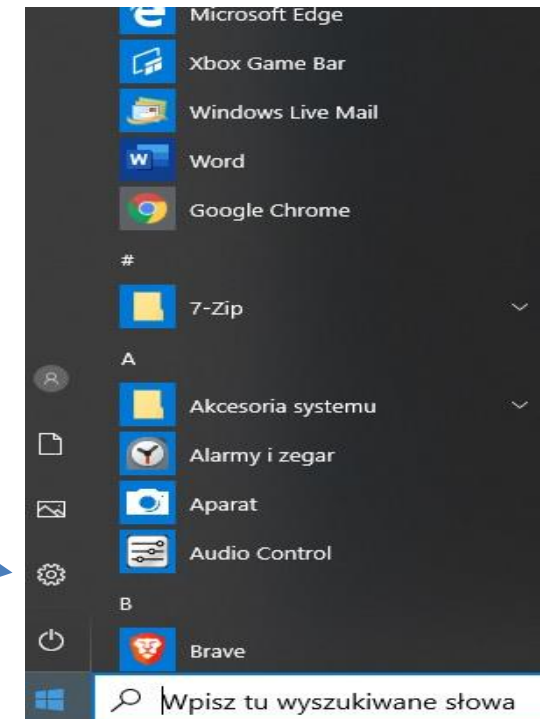 Microsoft Edge
Xbox Game Bar
Windows Live Mail
W
Word
Google Chrome
#
7-Zip
A
Akcesoria systemu
Alarmy i zegar
Aparat
Audio Control
B
Brave
Wpisz tu wyszukiwane słowa